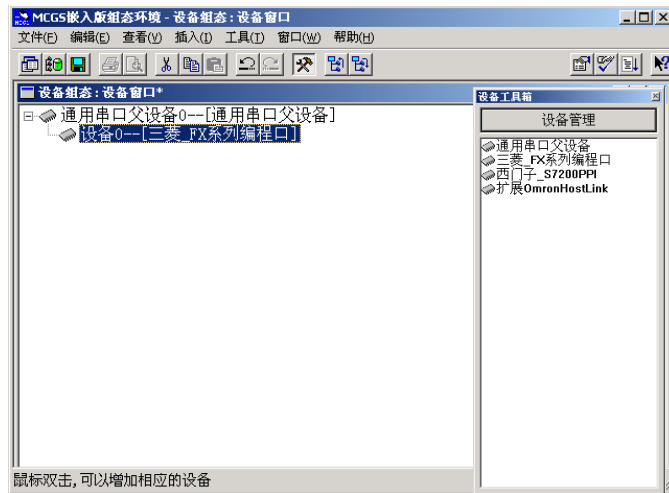 MCGS嵌入版组态环境 - 设备组态:设备窗口
文件(F) 编辑(E) 查看(V) 插入(I) 工具(T) 窗口(W) 帮助(H)
设备组态:设备窗口*
通用串口父设备0--[通用串口父设备]
设备0--[三菱_FX系列编程口]
设备工具箱
设备管理
通用串口父设备
三菱_FX系列编程口
西门子_S7200PPI
扩展OmronHostLink
鼠标双击,可以增加相应的设备